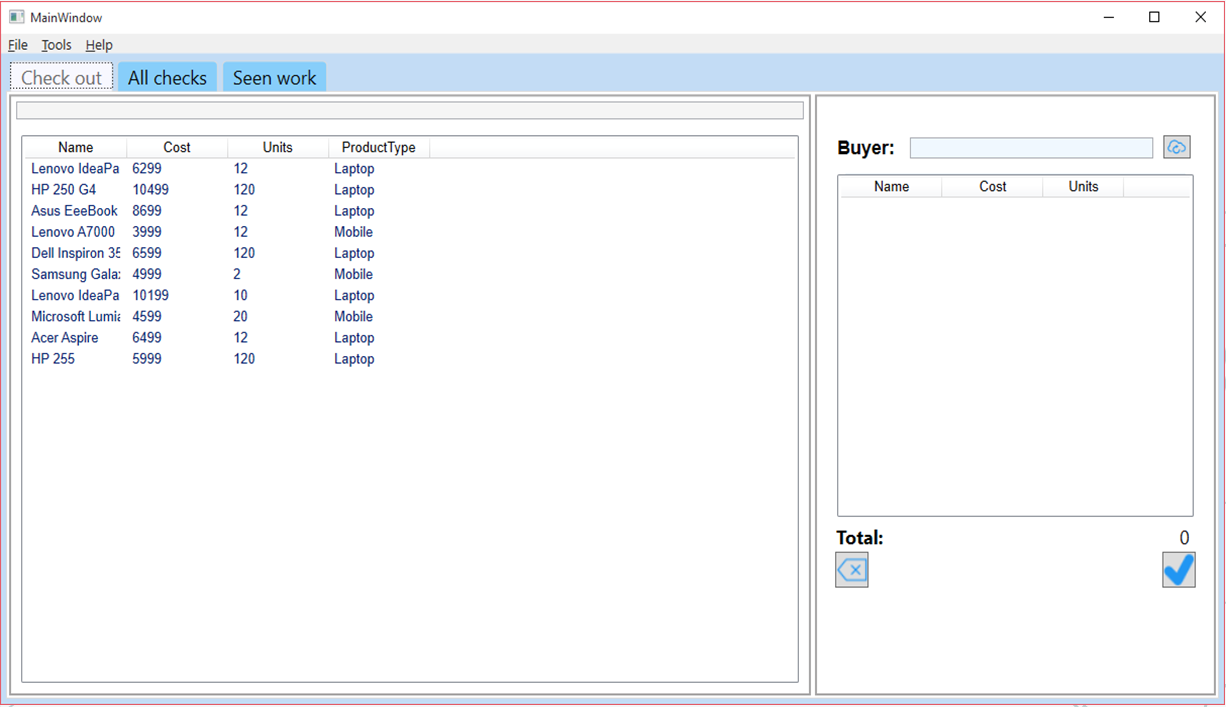 MainWindow
File Tools Help
Check out All checks Seen work
Name Cost Units ProductType
Lenovo IdeaPa 6299 12 Laptop
HP 250 G4 10499 120 Laptop
Asus EeeBook 8699 12 Laptop
Lenovo A7000 3999 12 Mobile
Dell Inspiron 35 6599 120 Laptop
Samsung Gala 4999 2 Mobile
Lenovo IdeaPa 10199 10 Laptop
Microsoft Lumia 4599 20 Mobile
Acer Aspire 6499 12 Laptop
HP 255 5999 120 Laptop
Buyer:
Name Cost Units
Total: 0